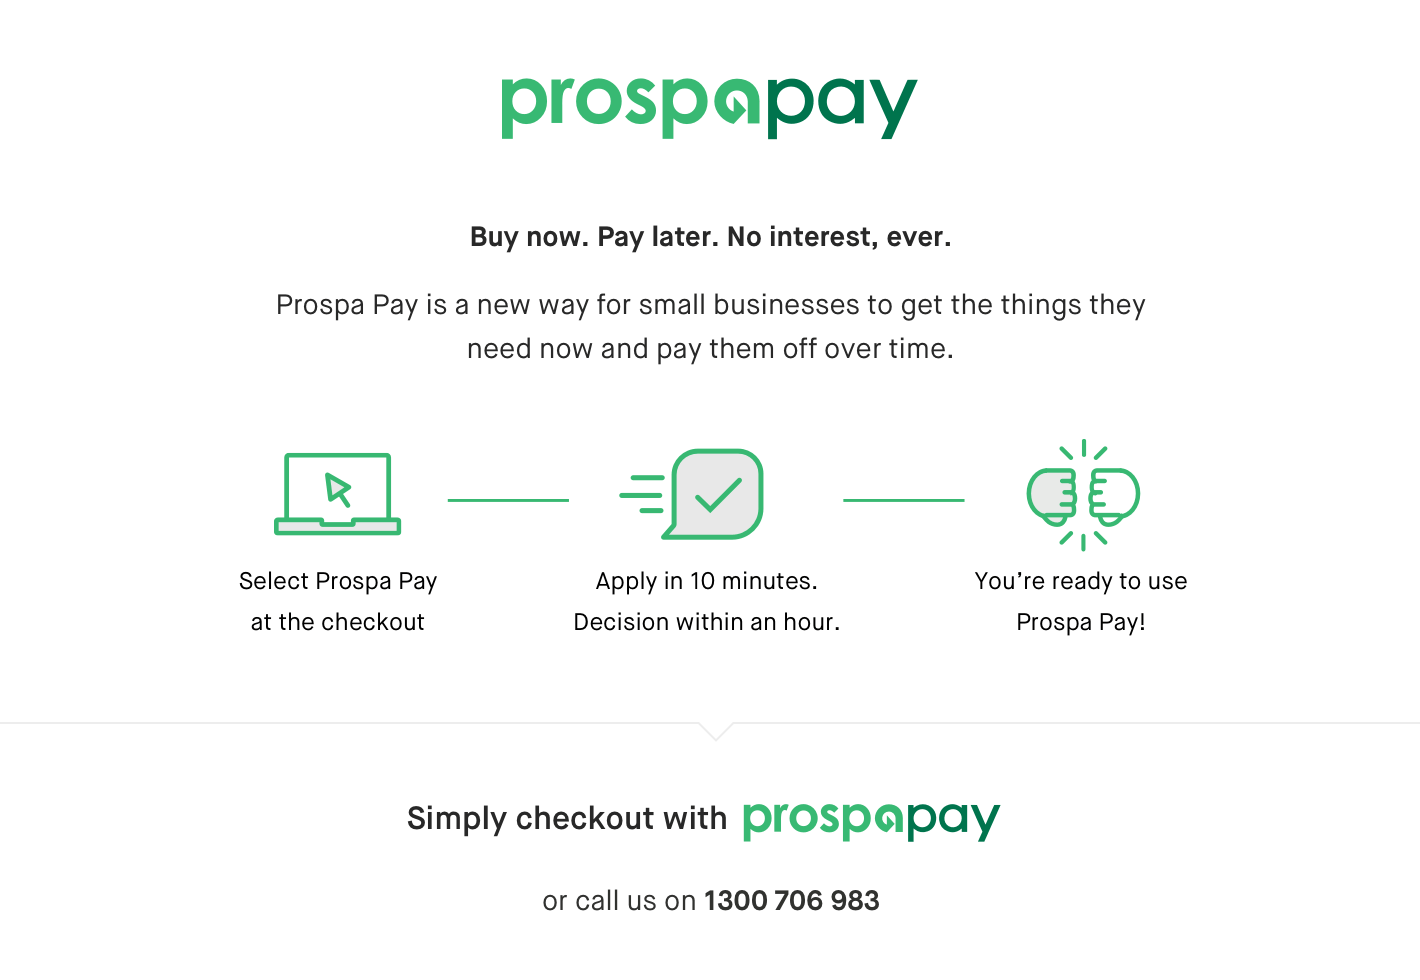 prospapay
Buy now. Pay later. No interest, ever.
Prospa Pay is a new way for small businesses to get the things they
need now and pay them off over time.
Select Prospa Pay
at the checkout
Apply in 10 minutes.
Decision within an hour.
You’re ready to use
Prospa Pay!
Simply checkout with prospapay
or call us on 1300 706 983